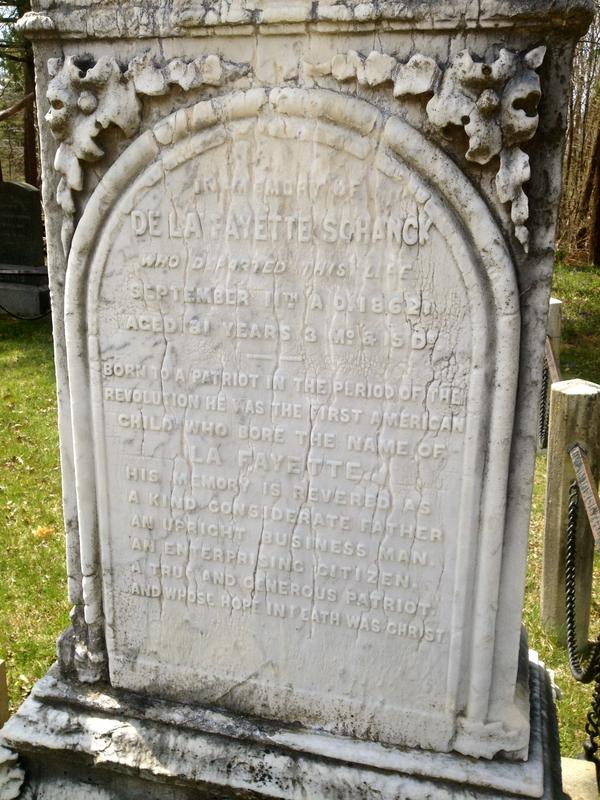 IN MEMORY OF
DE LA FAYETTE SCHANCK
WHO DEPARTED THIS LIFE
SEPTEMBER 11TH A.D. 1862.
AGED 81 YEARS 3 Mo & 15 Ds
BORN TO A PATRIOT IN THE PERIOD OF THE
REVOLUTION HE WAS THE FIRST AMERICAN
CHILD WHO BORE THE NAME OF
LA FAYETTE.
HIS MEMORY IS REVERED AS
A KIND CONSIDERATE FATHER
AN UPRIGHT BUSINESS MAN.
AN ENTERPRISING CITIZEN.
A TRUE AND GENEROUS PATRIOT.
AND WHOSE HOPE IN DEATH WAS CHRIST